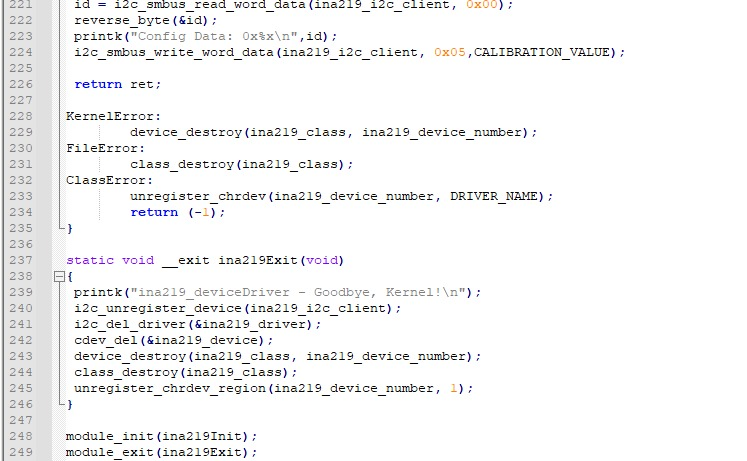 221 id = i2c_smbus_read_word_data(ina219_i2c_client, 0x00);
222 reverse_byte(&id);
223 printk("Config Data: 0x%x\n",id);
224 i2c_smbus_write_word_data(ina219_i2c_client, 0x05,CALIBRATION_VALUE);
225
226 return ret;
227
228 KernelError:
229 device_destroy(ina219_class, ina219_device_number);
230 FileError:
231 class_destroy(ina219_class);
232 ClassError:
233 unregister_chrdev(ina219_device_number, DRIVER_NAME);
234 return (-1);
235 }
236
237 static void __exit ina219Exit(void)
238 {
239 printk("ina219_deviceDriver - Goodbye, Kernel!\n");
240 i2c_unregister_device(ina219_i2c_client);
241 i2c_del_driver(&ina219_driver);
242 cdev_del(&ina219_device);
243 device_destroy(ina219_class, ina219_device_number);
244 class_destroy(ina219_class);
245 unregister_chrdev_region(ina219_device_number, 1);
246 }
247
248 module_init(ina219Init);
249 module_exit(ina219Exit);